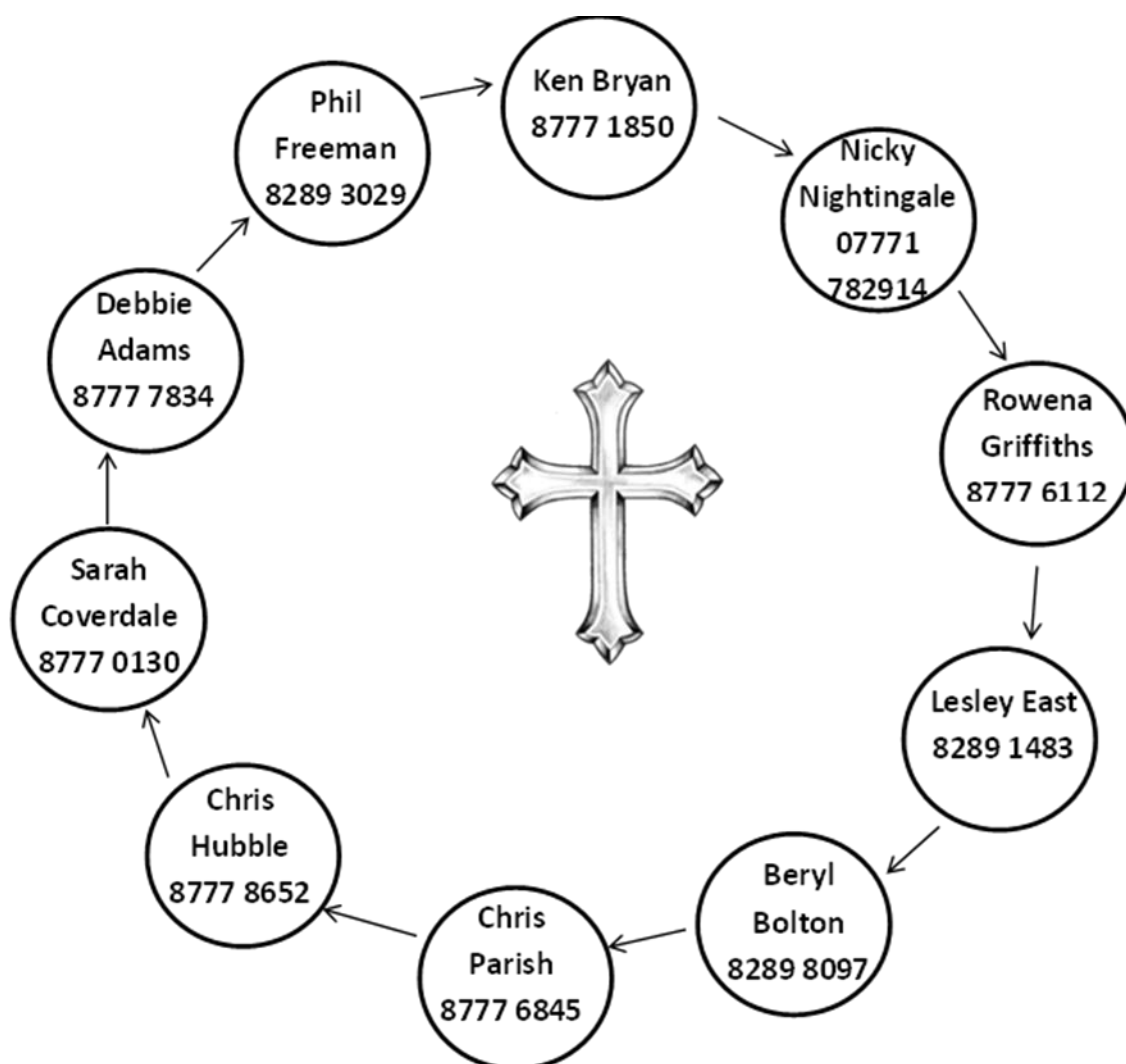 Ken Bryan
8777 1850
Nicky
Nightingale
07771
782914
Rowena
Griffiths
8777 6112
Lesley East
8289 1483
Beryl
Bolton
8289 8097
Chris
Parish
8777 6845
Chris
Hubble
8777 8652
Sarah
Coverdale
8777 0130
Debbie
Adams
8777 7834
Phil
Freeman
8289 3029